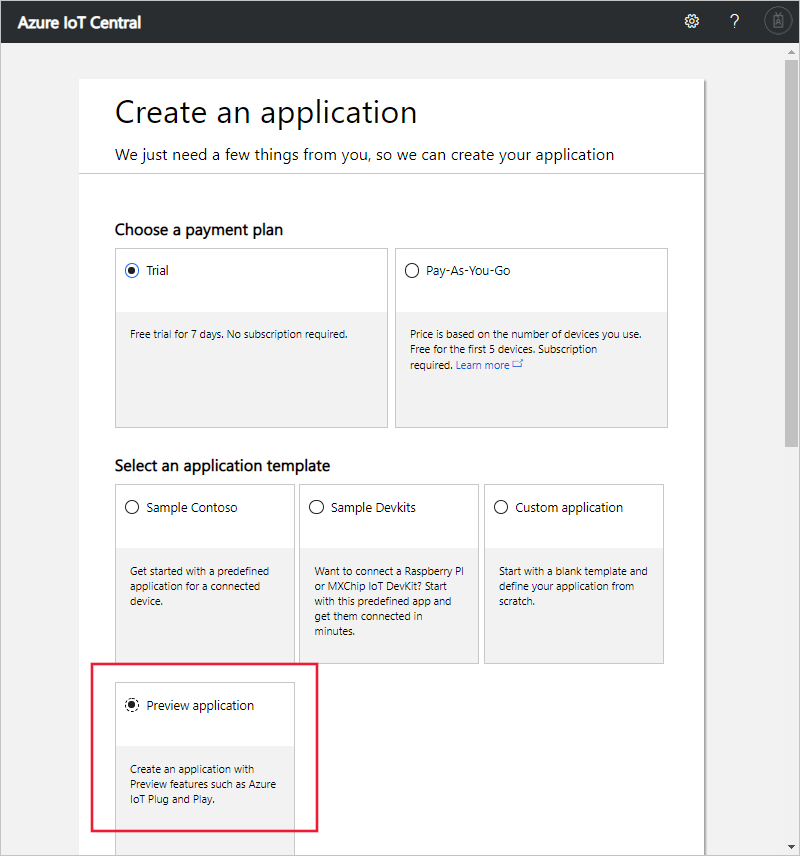 Azure IoT Central
?
Create an application
We just need a few things from you, so we can create your application
Choose a payment plan
Trial
Free trial for 7 days. No subscription required.
Pay-As-You-Go
Price is based on the number of devices you use.
Free for the first 5 devices. Subscription
required. Learn more
Select an application template
Sample Contoso
Get started with a predefined
application for a connected
device.
Sample Devkits
Want to connect a Raspberry PI
or MXChip IoT DevKit? Start
with this predefined app and
get them connected in
minutes.
Custom application
Start with a blank template and
define your application from
scratch.
Preview application
Create an application with
Preview features such as Azure
IoT Plug and Play.